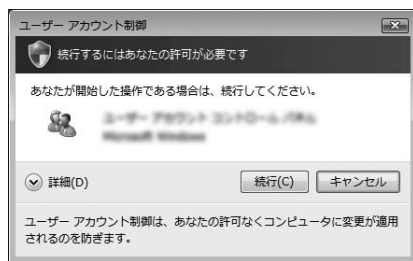 ユーザー アカウント制御
続行するにはあなたの許可が必要です
あなたが開始した操作である場合は、続行してください。
詳細(D)
続行(C)
キャンセル
ユーザー アカウント制御は、あなたの許可なくコンピュータに変更が適用
されるのを防ぎます。